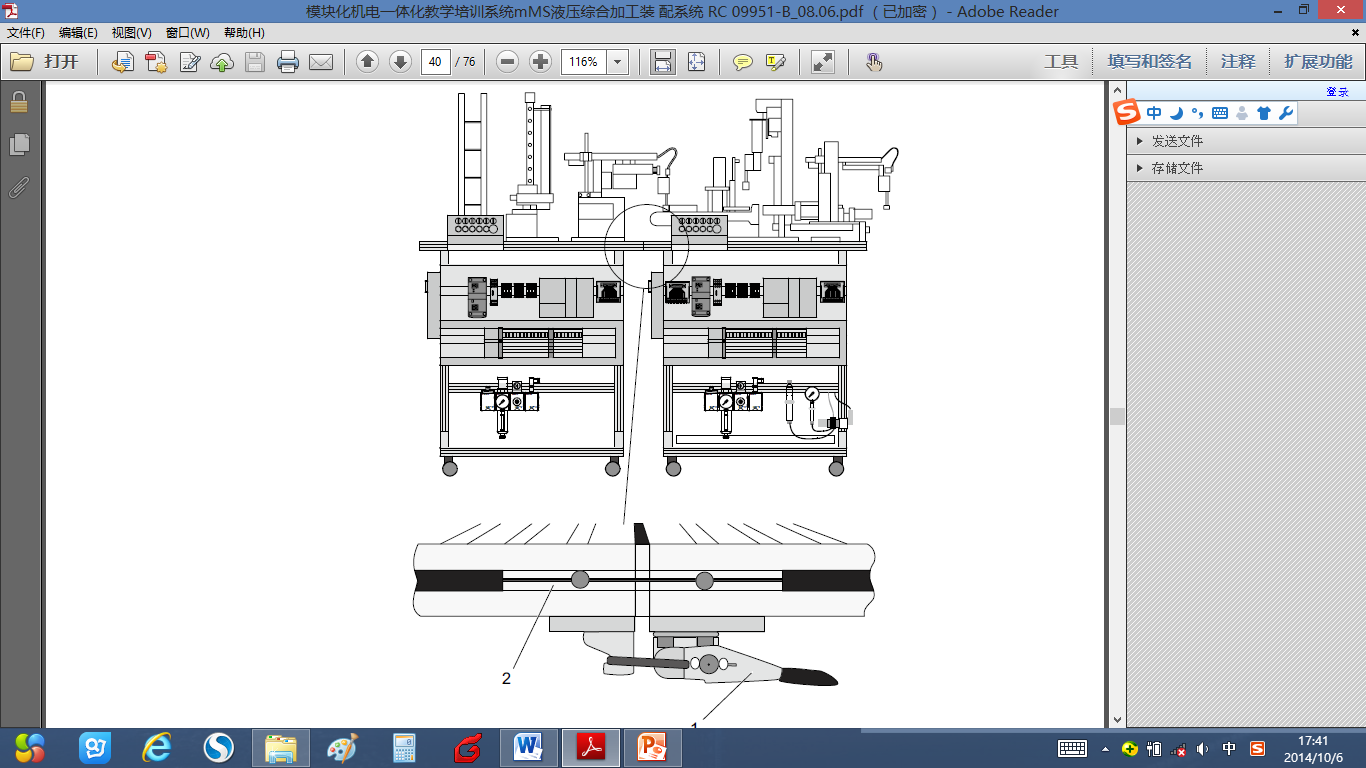 模块化机电一体化教学培训系统mMS液压综合加工装 配系统 RC 09951-B_08.06.pdf （已加密） - Adobe Reader
文件(F) 编辑(E) 视图(V) 窗口(W) 帮助(H)
打开 40 / 76 116% 工具 填写和签名 注释 扩展功能
登录
中
发送文件
存储文件
2
1
中
17:41
2014/10/6